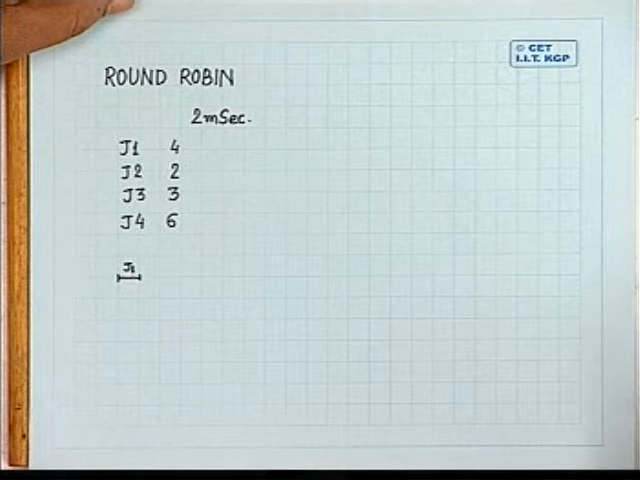 © CET
I.I.T. KGP
ROUND ROBIN
2mSec.
J1 4
J2 2
J3 3
J4 6
J1